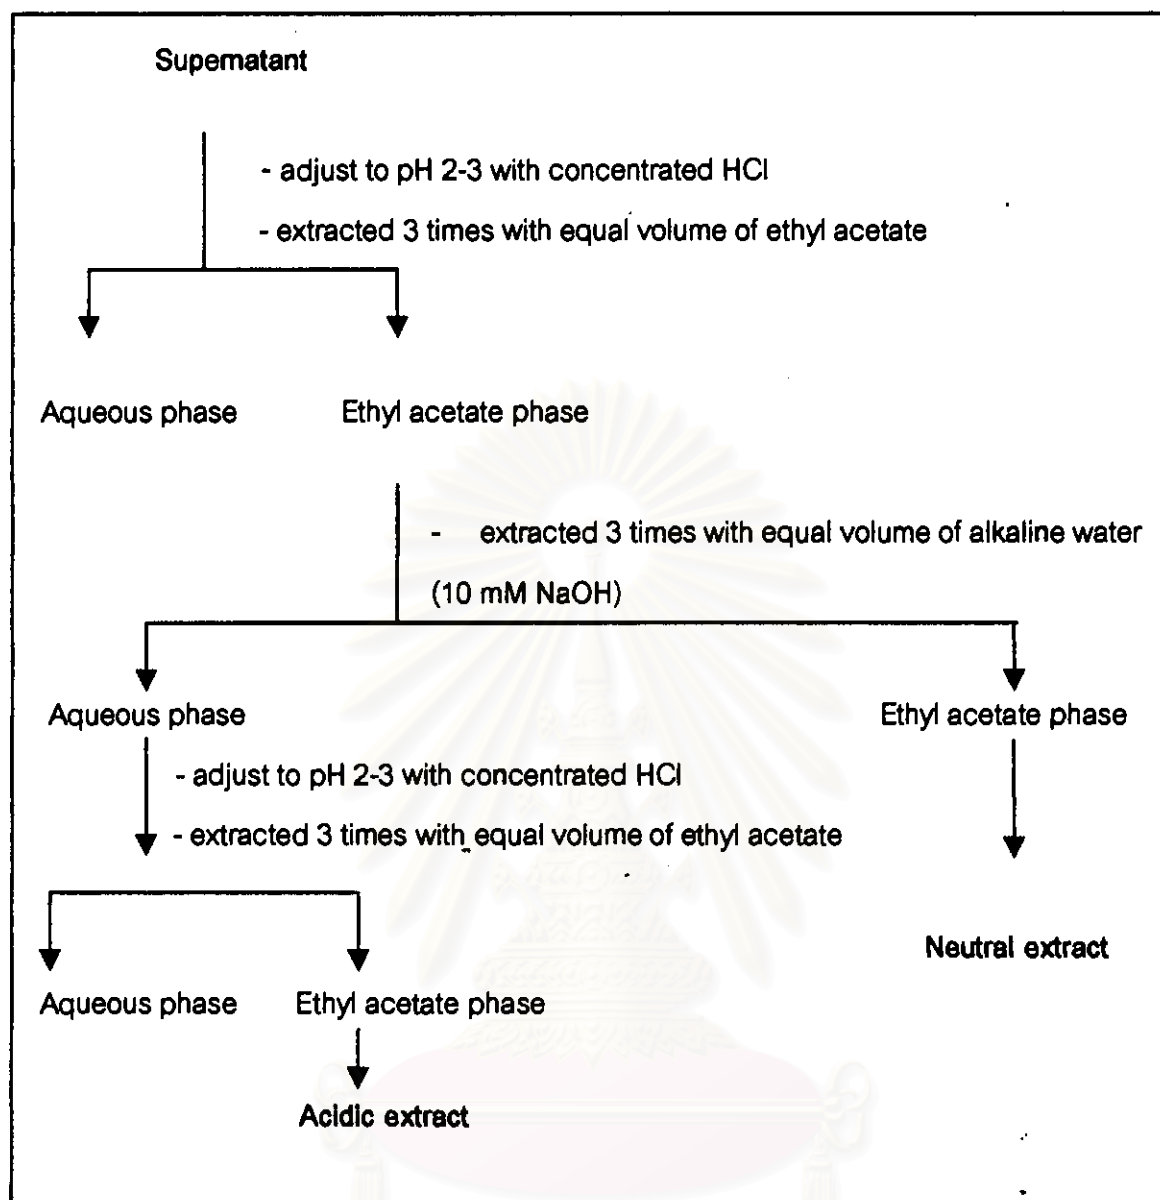 Supernatant
- adjust to pH 2-3 with concentrated HCl
- extracted 3 times with equal volume of ethyl acetate
Aqueous phase
Ethyl acetate phase
- extracted 3 times with equal volume of alkaline water
(10 mM NaOH)
Aqueous phase
Ethyl acetate phase
- adjust to pH 2-3 with concentrated HCl
- extracted 3 times with equal volume of ethyl acetate
Neutral extract
Aqueous phase
Ethyl acetate phase
Acidic extract